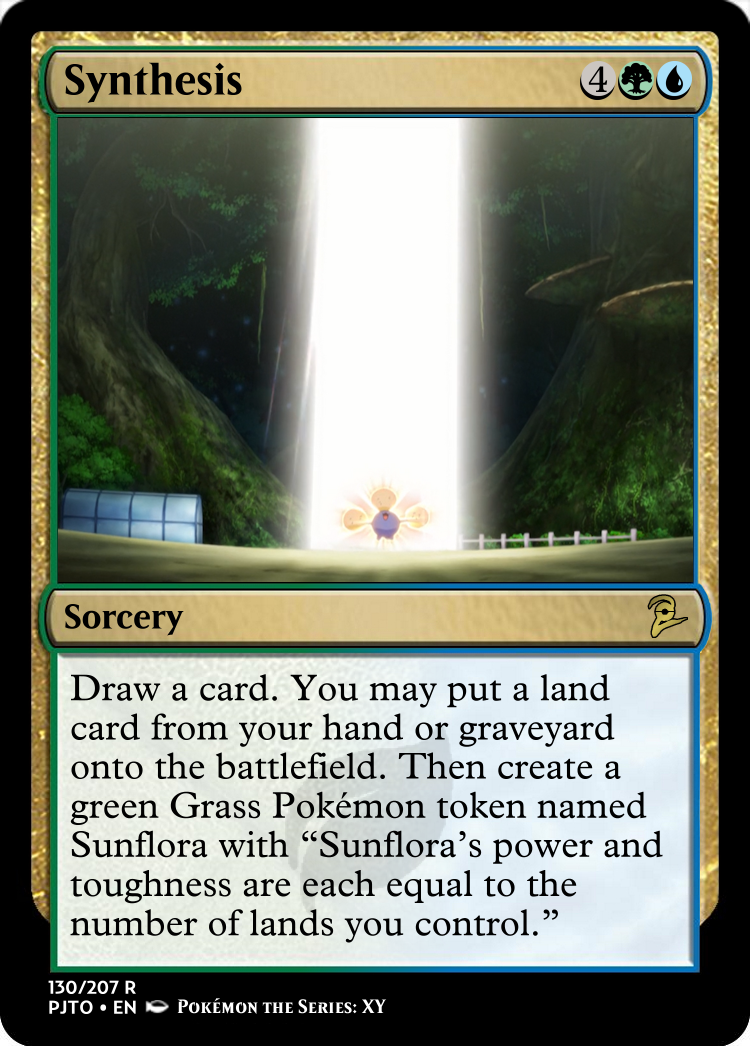 Synthesis 4
Sorcery
Draw a card. You may put a land
card from your hand or graveyard
onto the battlefield. Then create a
green Grass Pokémon token named
Sunflora with “Sunflora’s power and
toughness are each equal to the
number of lands you control.”
130/207 R
PJTO • EN Pokémon the Series: XY